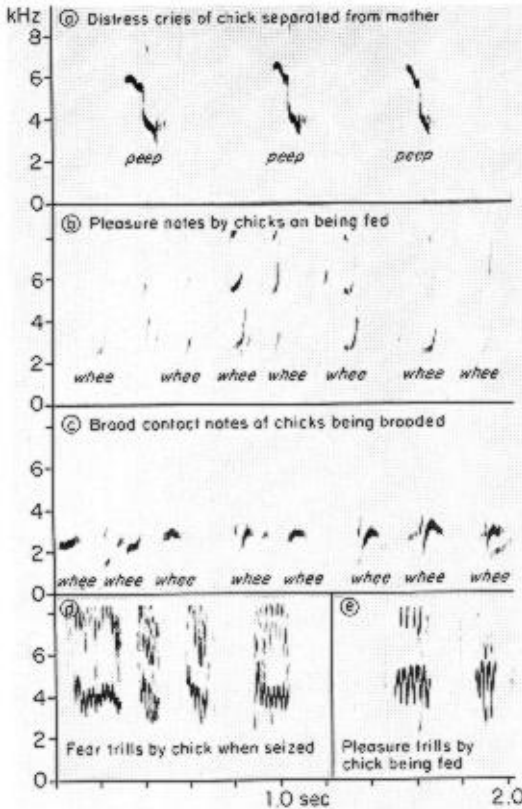 kHz
a Distress cries of chick separated from mother
8
6
4
2
0
peep peep peep
b Pleasure notes by chicks on being fed
6
4
2
0
whee whee whee whee whee whee whee
c Brood contact notes of chicks being brooded
8
6
4
2
0
whee whee whee whee whee whee whee whee
d e
6
4
2
0
Fear trills by chick when seized
Pleasure trills by
chick being fed
1.0 sec 2.0